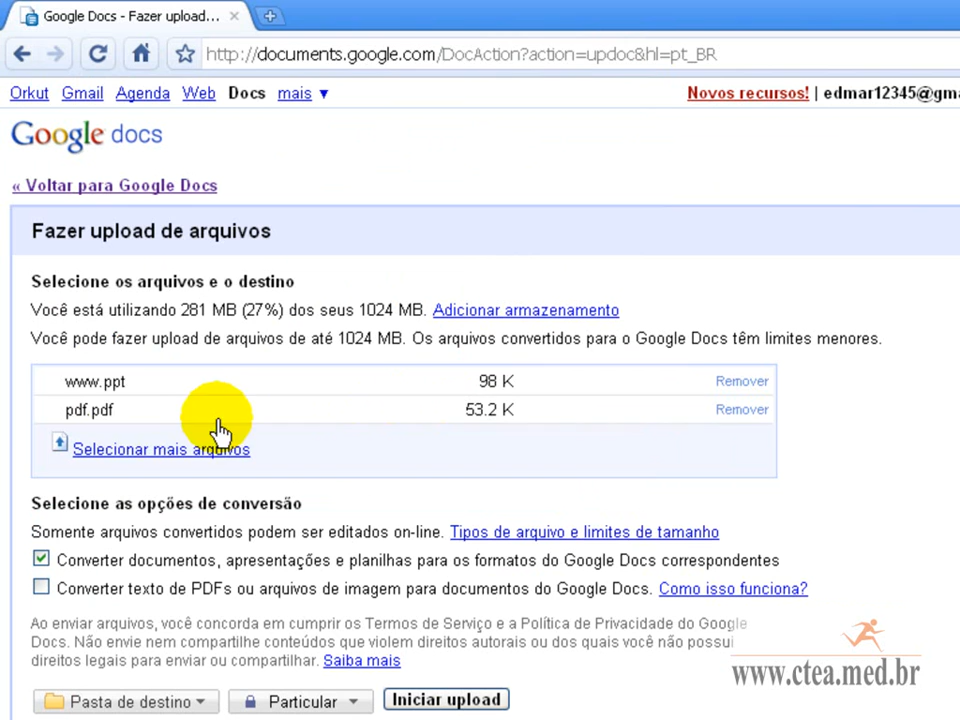 Google Docs - Fazer upload...
http://documents.google.com/DocAction?action=updoc&hl=pt_BR
Orkut Gmail Agenda Web Docs mais ▼ Novos recursos! | edmar12345@gma
Google docs
« Voltar para Google Docs
Fazer upload de arquivos
Selecione os arquivos e o destino
Você está utilizando 281 MB (27%) dos seus 1024 MB. Adicionar armazenamento
Você pode fazer upload de arquivos de até 1024 MB. Os arquivos convertidos para o Google Docs têm limites menores.
www.ppt 98 K Remover
pdf.pdf 53.2 K Remover
Selecionar mais arquivos
Selecione as opções de conversão
Somente arquivos convertidos podem ser editados on-line. Tipos de arquivo e limites de tamanho
Converter documentos, apresentações e planilhas para os formatos do Google Docs correspondentes
Converter texto de PDFs ou arquivos de imagem para documentos do Google Docs. Como isso funciona?
Ao enviar arquivos, você concorda em cumprir os Termos de Serviço e a Política de Privacidade do Google
Docs. Não envie nem compartilhe conteúdos que violem direitos autorais ou dos quais você não possui
direitos legais para enviar ou compartilhar. Saiba mais
www.ctea.med.br
Pasta de destino Particular Iniciar upload